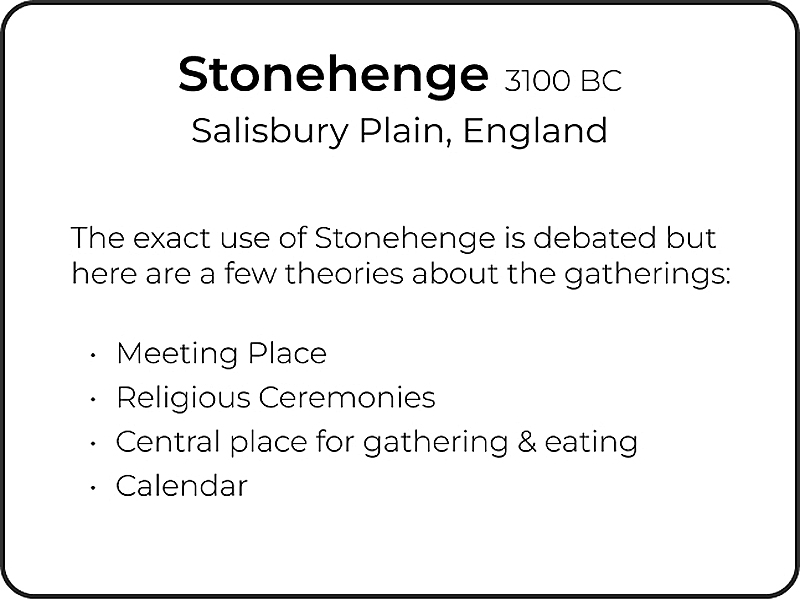 Stonehenge 3100 BC
Salisbury Plain, England
The exact use of Stonehenge is debated but
here are a few theories about the gatherings:
• Meeting Place
• Religious Ceremonies
• Central place for gathering & eating
• Calendar